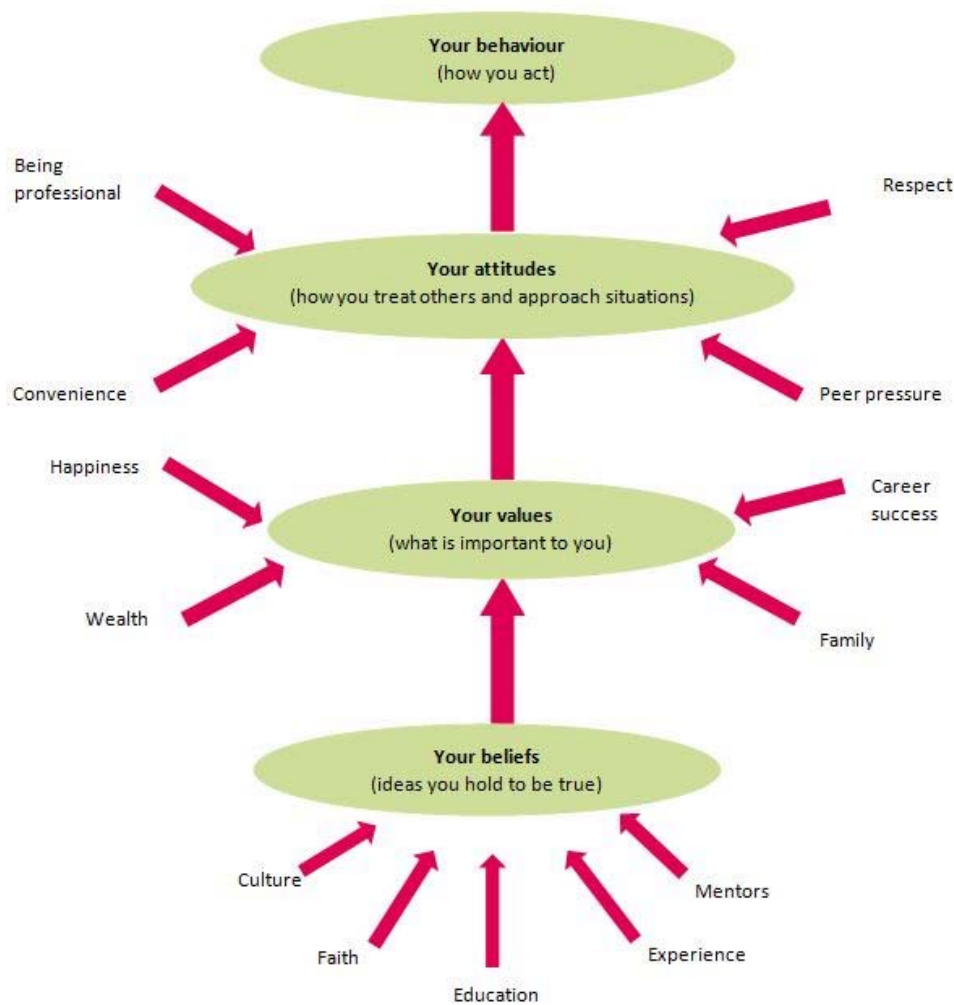 Your behaviour
(how you act)
Being
professional
Respect
Your attitudes
(how you treat others and approach situations)
Convenience
Peer pressure
Happiness
Career
success
Your values
(what is important to you)
Wealth
Family
Your beliefs
(ideas you hold to be true)
Culture
Mentors
Faith
Experience
Education